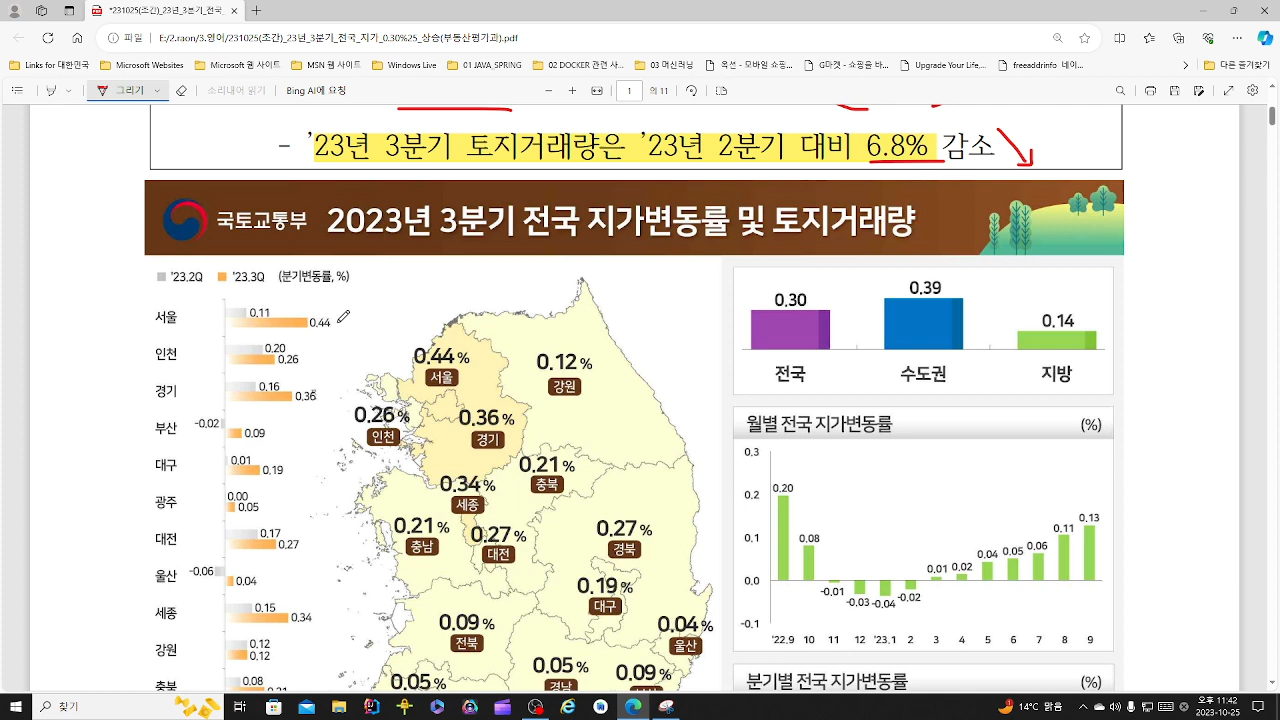 *231025(조간)_23년_3분기_전국
파일
E:/2.raon/3.영이/231025(조간)_23년_3분기_전국_지가_0.30%25_상승(부동산평가과).pdf
Links for 대한민국
Microsoft Websites
Microsoft 웹 사이트
MSN 웹 사이트
Windows Live
01 JAVA_SPRING
02 DOCKER 관련 사...
03 머신러닝
옥션 - 모바일 쇼핑...
G마켓 - 쇼핑을 바...
Upgrade Your Life,...
freeaddrinfo 네이...
다른 즐겨찾기
그리기
소리내어 읽기
Bing AI에 요청
1
의 11
- ’23년 3분기 토지거래량은 ’23년 2분기 대비 6.8% 감소
국토교통부 2023년 3분기 전국 지가변동률 및 토지거래량
'23.2Q '23.3Q (분기변동률, %)
서울 0.11 0.44
인천 0.20 0.26
경기 0.16 0.36
부산 -0.02 0.09
대구 0.01 0.19
광주 0.00 0.05
대전 0.17 0.27
울산 -0.06 0.04
세종 0.15 0.34
강원 0.12 0.12
충북 0.08
0.44 %
서울
0.12 %
강원
0.26 %
인천
0.36 %
경기
0.21 %
충북
0.34 %
세종
0.21 %
충남
0.27 %
대전
0.27 %
경북
0.19 %
대구
0.09 %
전북
0.04 %
울산
0.05 %
경남
0.09 %
0.05 %
0.30 0.39 0.14
전국 수도권 지방
월별 전국 지가변동률 (%)
0.3
0.2
0.1
0.0
-0.1
0.20 0.08 -0.01 -0.03 -0.04 -0.02 0.01 0.02 0.04 0.05 0.06 0.11 0.13
'22.9 10 11 12 '23.1 2 3 4 5 6 7 8 9
분기별 전국 지가변동률 (%)
찾기
14°C 맑음
오후 11:42
2023-10-25